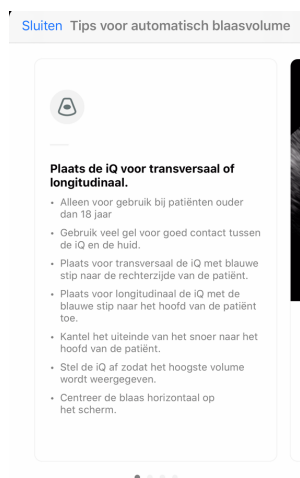 Sluiten Tips voor automatisch blaasvolume
Plaats de iQ voor transversaal of
longitudinaal.
• Alleen voor gebruik bij patiënten ouder
dan 18 jaar
• Gebruik veel gel voor goed contact tussen
de iQ en de huid.
• Plaats voor transversaal de iQ met blauwe
stip naar de rechterzijde van de patiënt.
• Plaats voor longitudinaal de iQ met de
blauwe stip naar het hoofd van de patiënt
toe.
• Kantel het uiteinde van het snoer naar het
hoofd van de patiënt.
• Stel de iQ af zodat het hoogste volume
wordt weergegeven.
• Centreer de blaas horizontaal op
het scherm.